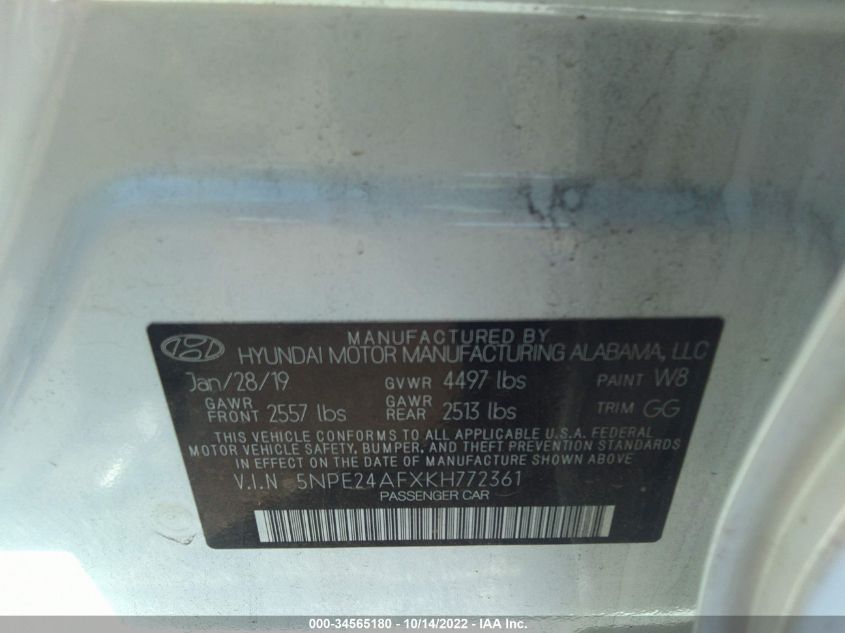 MANUFACTURED BY
HYUNDAI MOTOR MANUFACTURING ALABAMA, LLC
Jan/28/19 GVWR 4497 lbs PAINT W8
GAWR FRONT 2557 lbs GAWR REAR 2513 lbs TRIM GG
THIS VEHICLE CONFORMS TO ALL APPLICABLE U.S.A. FEDERAL
MOTOR VEHICLE SAFETY, BUMPER, AND THEFT PREVENTION STANDARDS
IN EFFECT ON THE DATE OF MANUFACTURE SHOWN ABOVE.
V.I.N 5NPE24AFXKH772361
PASSENGER CAR
000-34565180 - 10/14/2022 - IAA Inc.